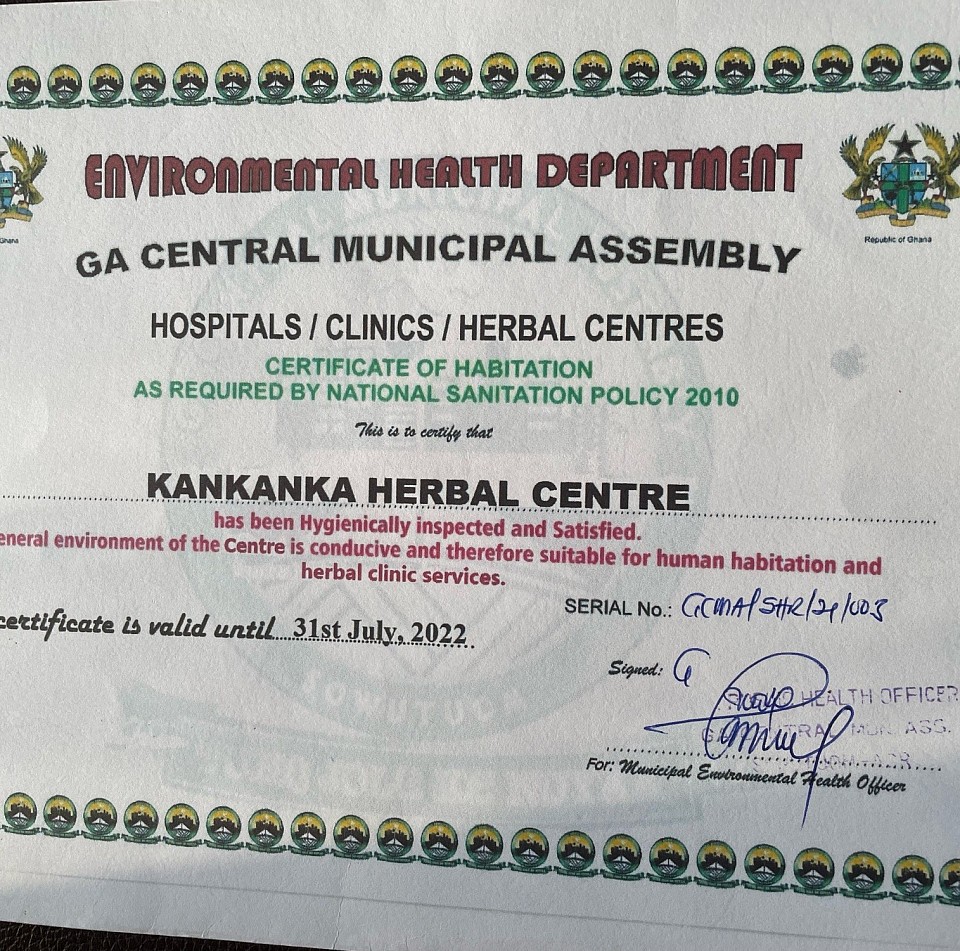 ENVIRONMENTAL HEALTH DEPARTMENT
Ghana
Republic of Ghana
GA CENTRAL MUNICIPAL ASSEMBLY
HOSPITALS / CLINICS / HERBAL CENTRES
CERTIFICATE OF HABITATION
AS REQUIRED BY NATIONAL SANITATION POLICY 2010
This is to certify that
KANKANKA HERBAL CENTRE
has been Hygienically inspected and Satisfied.
eneral environment of the Centre is conducive and therefore suitable for human habitation and
herbal clinic services.
SERIAL No.: GCMA/SHR/21/003
certificate is valid until 31st July, 2022
Signed:
HEALTH OFFICER
MUN. ASS.
For: Municipal Environmental Health Officer